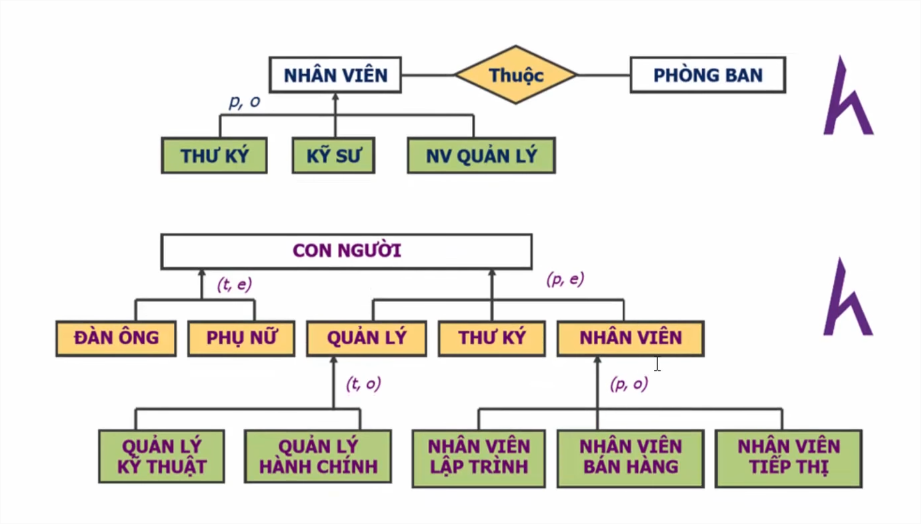 NHÂN VIÊN
Thuộc
PHÒNG BAN
p, o
THƯ KÝ
KỸ SƯ
NV QUẢN LÝ
CON NGƯỜI
(t, e)
(p, e)
ĐÀN ÔNG
PHỤ NỮ
QUẢN LÝ
THƯ KÝ
NHÂN VIÊN
(t, o)
(p, o)
QUẢN LÝ
KỸ THUẬT
QUẢN LÝ
HÀNH CHÍNH
NHÂN VIÊN
LẬP TRÌNH
NHÂN VIÊN
BÁN HÀNG
NHÂN VIÊN
TIẾP THỊ